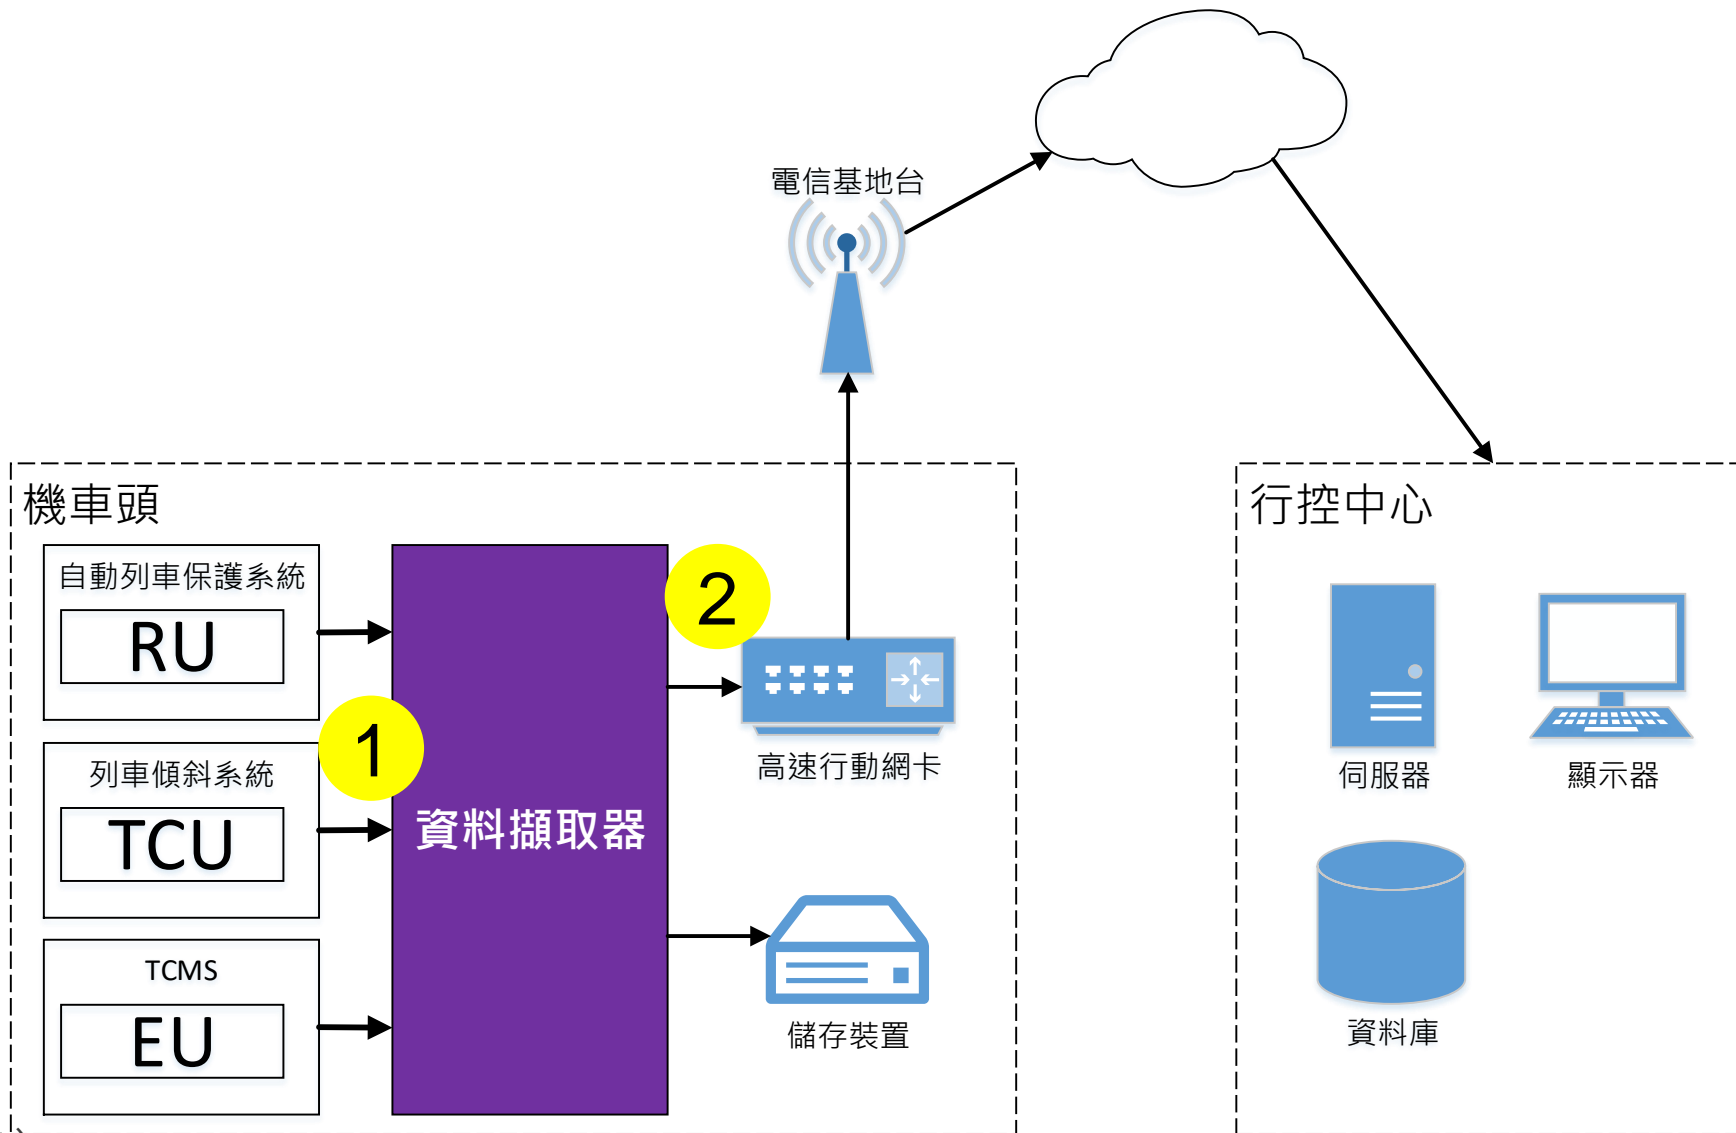 電信基地台
機車頭
自動列車保護系統
RU
列車傾斜系統
TCU
TCMS
EU
1
資料擷取器
2
高速行動網卡
儲存裝置
行控中心
伺服器
顯示器
資料庫